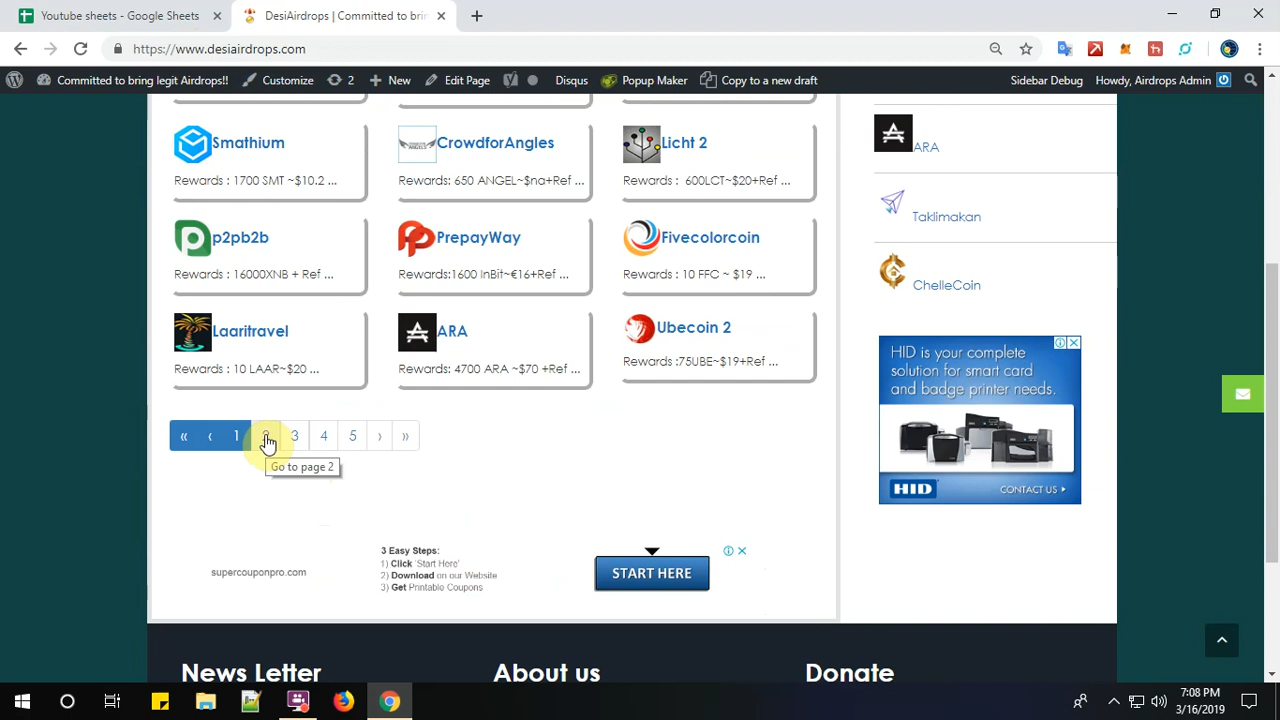 Youtube sheets - Google Sheets
DesiAirdrops | Committed to brin
https://www.desiairdrops.com
Committed to bring legit Airdrops!!
Customize
2
New
Edit Page
Disqus
Popup Maker
Copy to a new draft
Sidebar Debug
Howdy, Airdrops Admin
Smathium
Rewards : 1700 SMT ~$10.2 ...
CrowdforAngles
Rewards: 650 ANGEL~$na+Ref ...
Licht 2
Rewards : 600LCT~$20+Ref ...
p2pb2b
Rewards : 16000XNB + Ref ...
PrepayWay
Rewards:1600 InBit~€16+Ref ...
Fivecolorcoin
Rewards : 10 FFC ~ $19 ...
Laaritravel
Rewards : 10 LAAR~$20 ...
ARA
Rewards: 4700 ARA ~$70 +Ref ...
Ubecoin 2
Rewards :75UBE~$19+Ref ...
« ‹ 1 2 3 4 5 › »
Go to page 2
supercouponpro.com
3 Easy Steps:
1) Click 'Start Here'
2) Download on our Website
3) Get Printable Coupons
START HERE
ARA
Taklimakan
ChelleCoin
HID is your complete
solution for smart card
and badge printer needs.
HID
CONTACT US
News Letter
About us
Donate
7:08 PM
3/16/2019